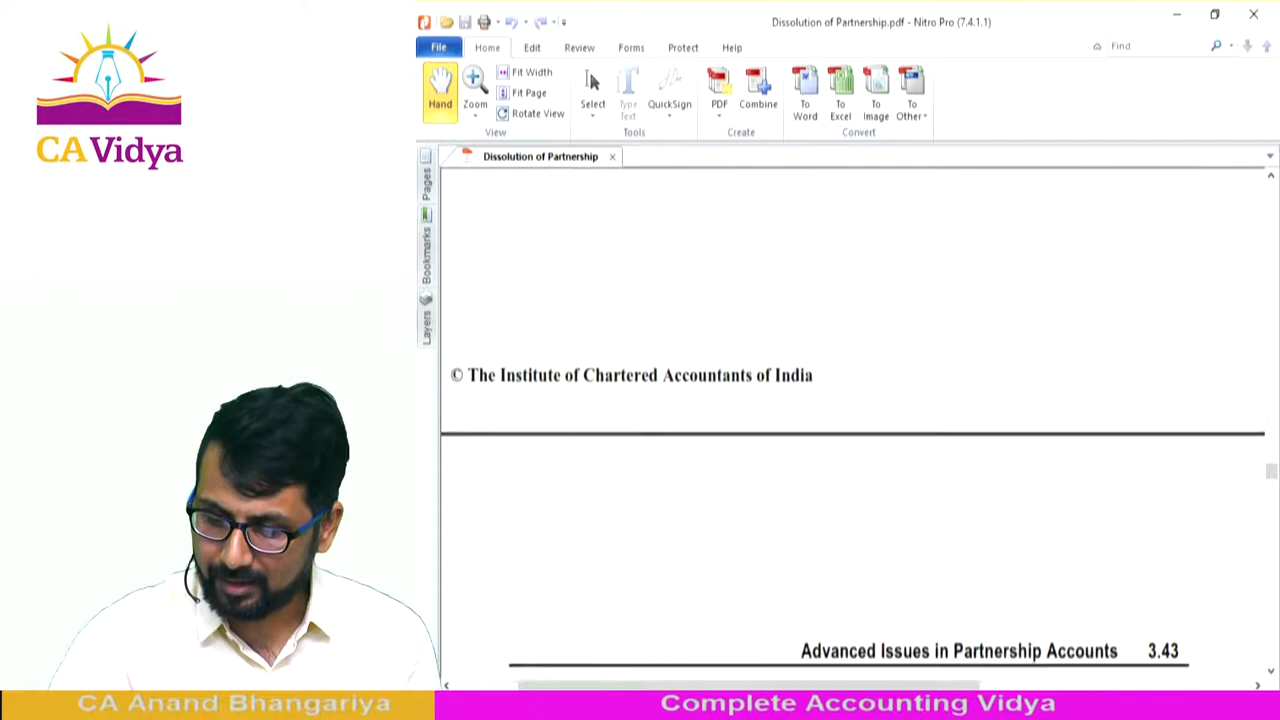 CA Vidya
Dissolution of Partnership.pdf - Nitro Pro (7.4.1.1)
File Home Edit Review Forms Protect Help Find
Hand Zoom Fit Width Fit Page Rotate View
View
Select Type Text QuickSign
Tools
PDF Combine
Create
To Word To Excel To Image To Other
Convert
Dissolution of Partnership
Pages
Bookmarks
Layers
© The Institute of Chartered Accountants of India
Advanced Issues in Partnership Accounts 3.43
CA Anand Bhangariya Complete Accounting Vidya